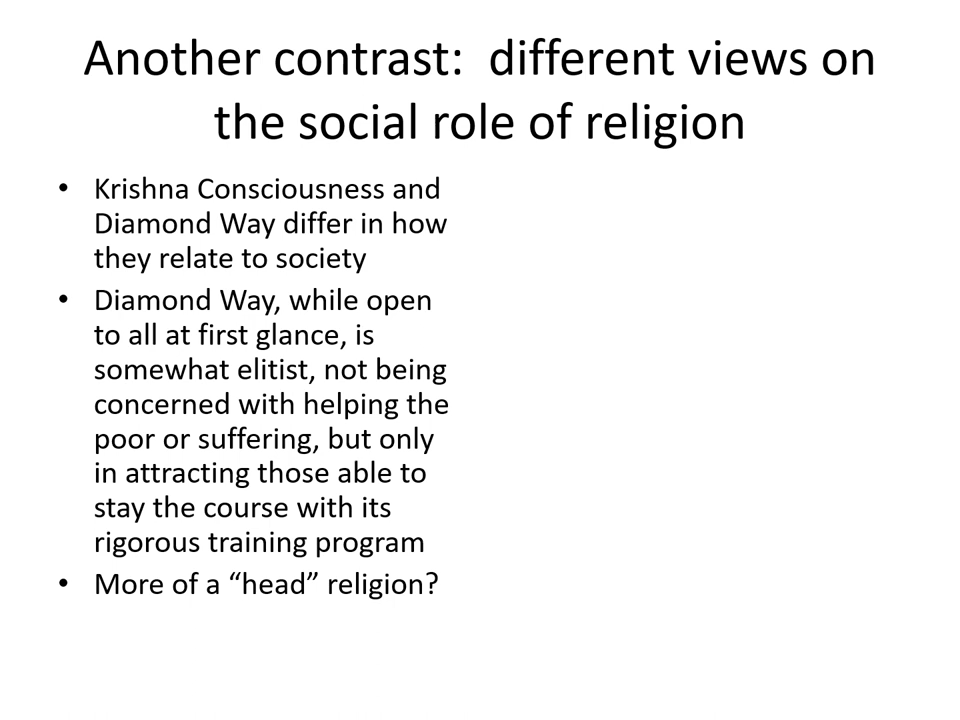 Another contrast:  different views on
the social role of religion
• Krishna Consciousness and
Diamond Way differ in how
they relate to society
• Diamond Way, while open
to all at first glance, is
somewhat elitist, not being
concerned with helping the
poor or suffering, but only
in attracting those able to
stay the course with its
rigorous training program
• More of a “head” religion?